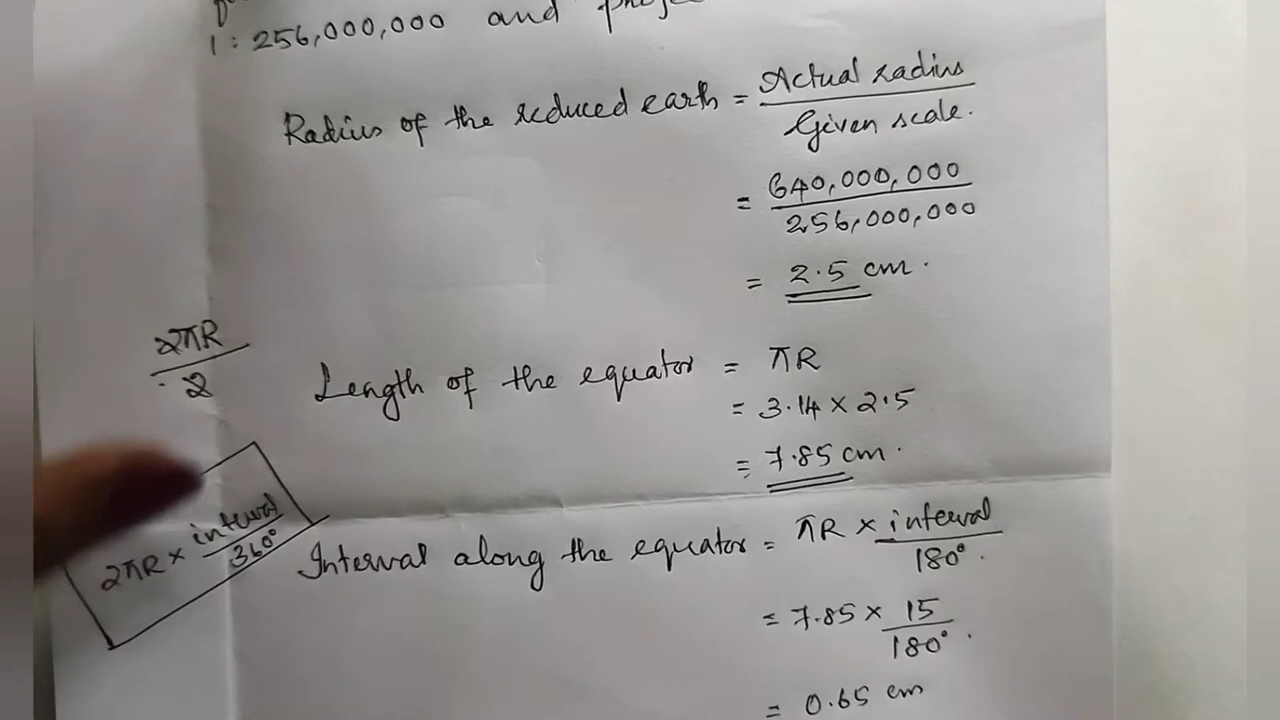 1 : 256,000,000 and
Radius of the reduced earth = Actual radius / Given scale.
= 640,000,000 / 256,000,000
= 2.5 cm.
2πR / 2
Length of the equator = πR
= 3.14 × 2.5
= 7.85 cm.
2πR × interval / 360°
Interval along the equator = πR × interval / 180°.
= 7.85 × 15 / 180°.
= 0.65 cm